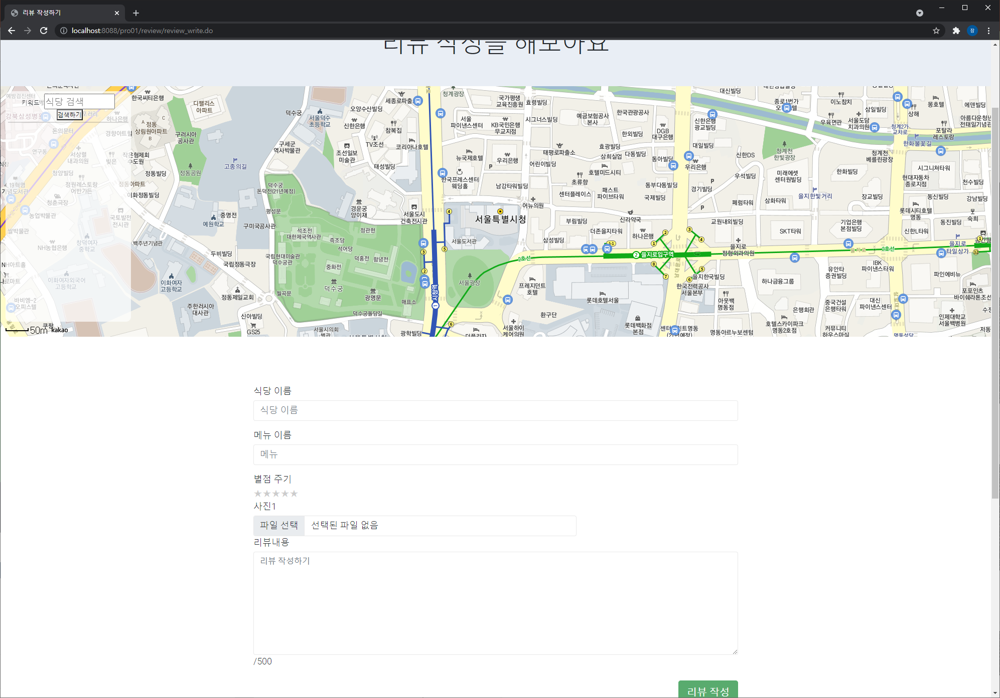 리뷰 작성하기
localhost:8088/pro01/review/review_write.do
리뷰 작성을 해보아요
키워드
식당 검색
검색하기
한국씨티은행
디팰리스
아파트
덕수궁
서울덕수
초등학교
오양수산빌딩
신한은행
세종로파출소
참복집
TV조선
코리아나호텔
조선일보
미술관
태성빌딩
청계광장
서울
파이낸스센터
국가평생
교육진흥원
효령빌딩
KB국민은행
무교지점
시그너스빌딩
예금보험공사
본사
한국관광공사
한외빌딩
DGB
대구은행
신한은행
광교빌딩
대신빌딩
이노참치
삼일빌딩
몽호텔
에덴빌딩
상해
우육면관
서울도담
치과의원
청계2가
교차로
포탈라
레스토랑
한화불꽃길
정동
상림원아파트
구러시아
공사관
구세군
역사박물관
고종의길
정동공원
정동빌딩
이화정동빌딩
뉴국제호텔
우리은행
어린이빌딩
태평로파출소
효광빌딩
삼희실업
다동빌딩
동아빌딩
대일빌딩
우리은행
신한DS
청계천
한빛광장
청계천
베를린광장
시그니쳐타워
한국프레스센터
웨딩홀
남강타워빌딩
초류향
호텔미드시티
센터플레이스
패스트
파이브타워
동부다동빌딩
국제빌딩
경기빌딩
우석빌딩
미래에셋
센터원빌딩
한화빌딩
현대자동차
종로지점
천수빌딩
을지한빛거리
장교빌딩
동신빌딩
강남빌딩
덕수궁
돈덕전(21년예정)
평성문
경운궁
양이재
서울도시
건축전시관
서울특별시청
어뉴의원
부림빌딩
신라약국
페럼타워
삼화타워
롯데시티호텔
명동
동진빌딩
숙희
중명전
예원학교
구미국공사관
석조전
대한제국역사관
정관헌
즉조당
석어당
서울도서관
삼성빌딩
더존을지타워
하나은행
교원내외빌딩
SKT타워
기업은행
본점빌딩
신한L타워
백주년기념관
두비빌딩
국립정동극장
국립현대미술관
덕수궁관
덕홍전
함녕전
중화전
2호선
2 을지로입구역
을지로
정형외과의원
을지로
2호선
IBK
파이낸스타워
유안타
증권빌딩
파인에비뉴
이화여자외국어
고등학교
이화여자
고등학교
정동제일교회
월곡문
덕수궁
광명문
매표소
시청역
서울광장
프레지던트
호텔
롯데호텔서울
을지한국빌딩
한국전력공사
서울본부
하나금융그룹
아웃백
명동점
은행회관
중국건설
은행타워
대신
파이낸스센터
인제대학교
서울백병원
주한러시아
대사관
신아빌딩
GS25
덕수궁돌담길
서울시의회
별관
광학빌딩
환구단
서울하이
케어의원
더플라자
롯데백화점
본점
명동아르누보센텀
호텔스카이파크
명동2호점
커뮤니티
하우스마실
명동성당
50m kakao
식당 이름
식당 이름
메뉴 이름
메뉴
별점 주기
★★★★★
사진1
파일 선택 선택된 파일 없음
리뷰내용
리뷰 작성하기
/500
리뷰 작성